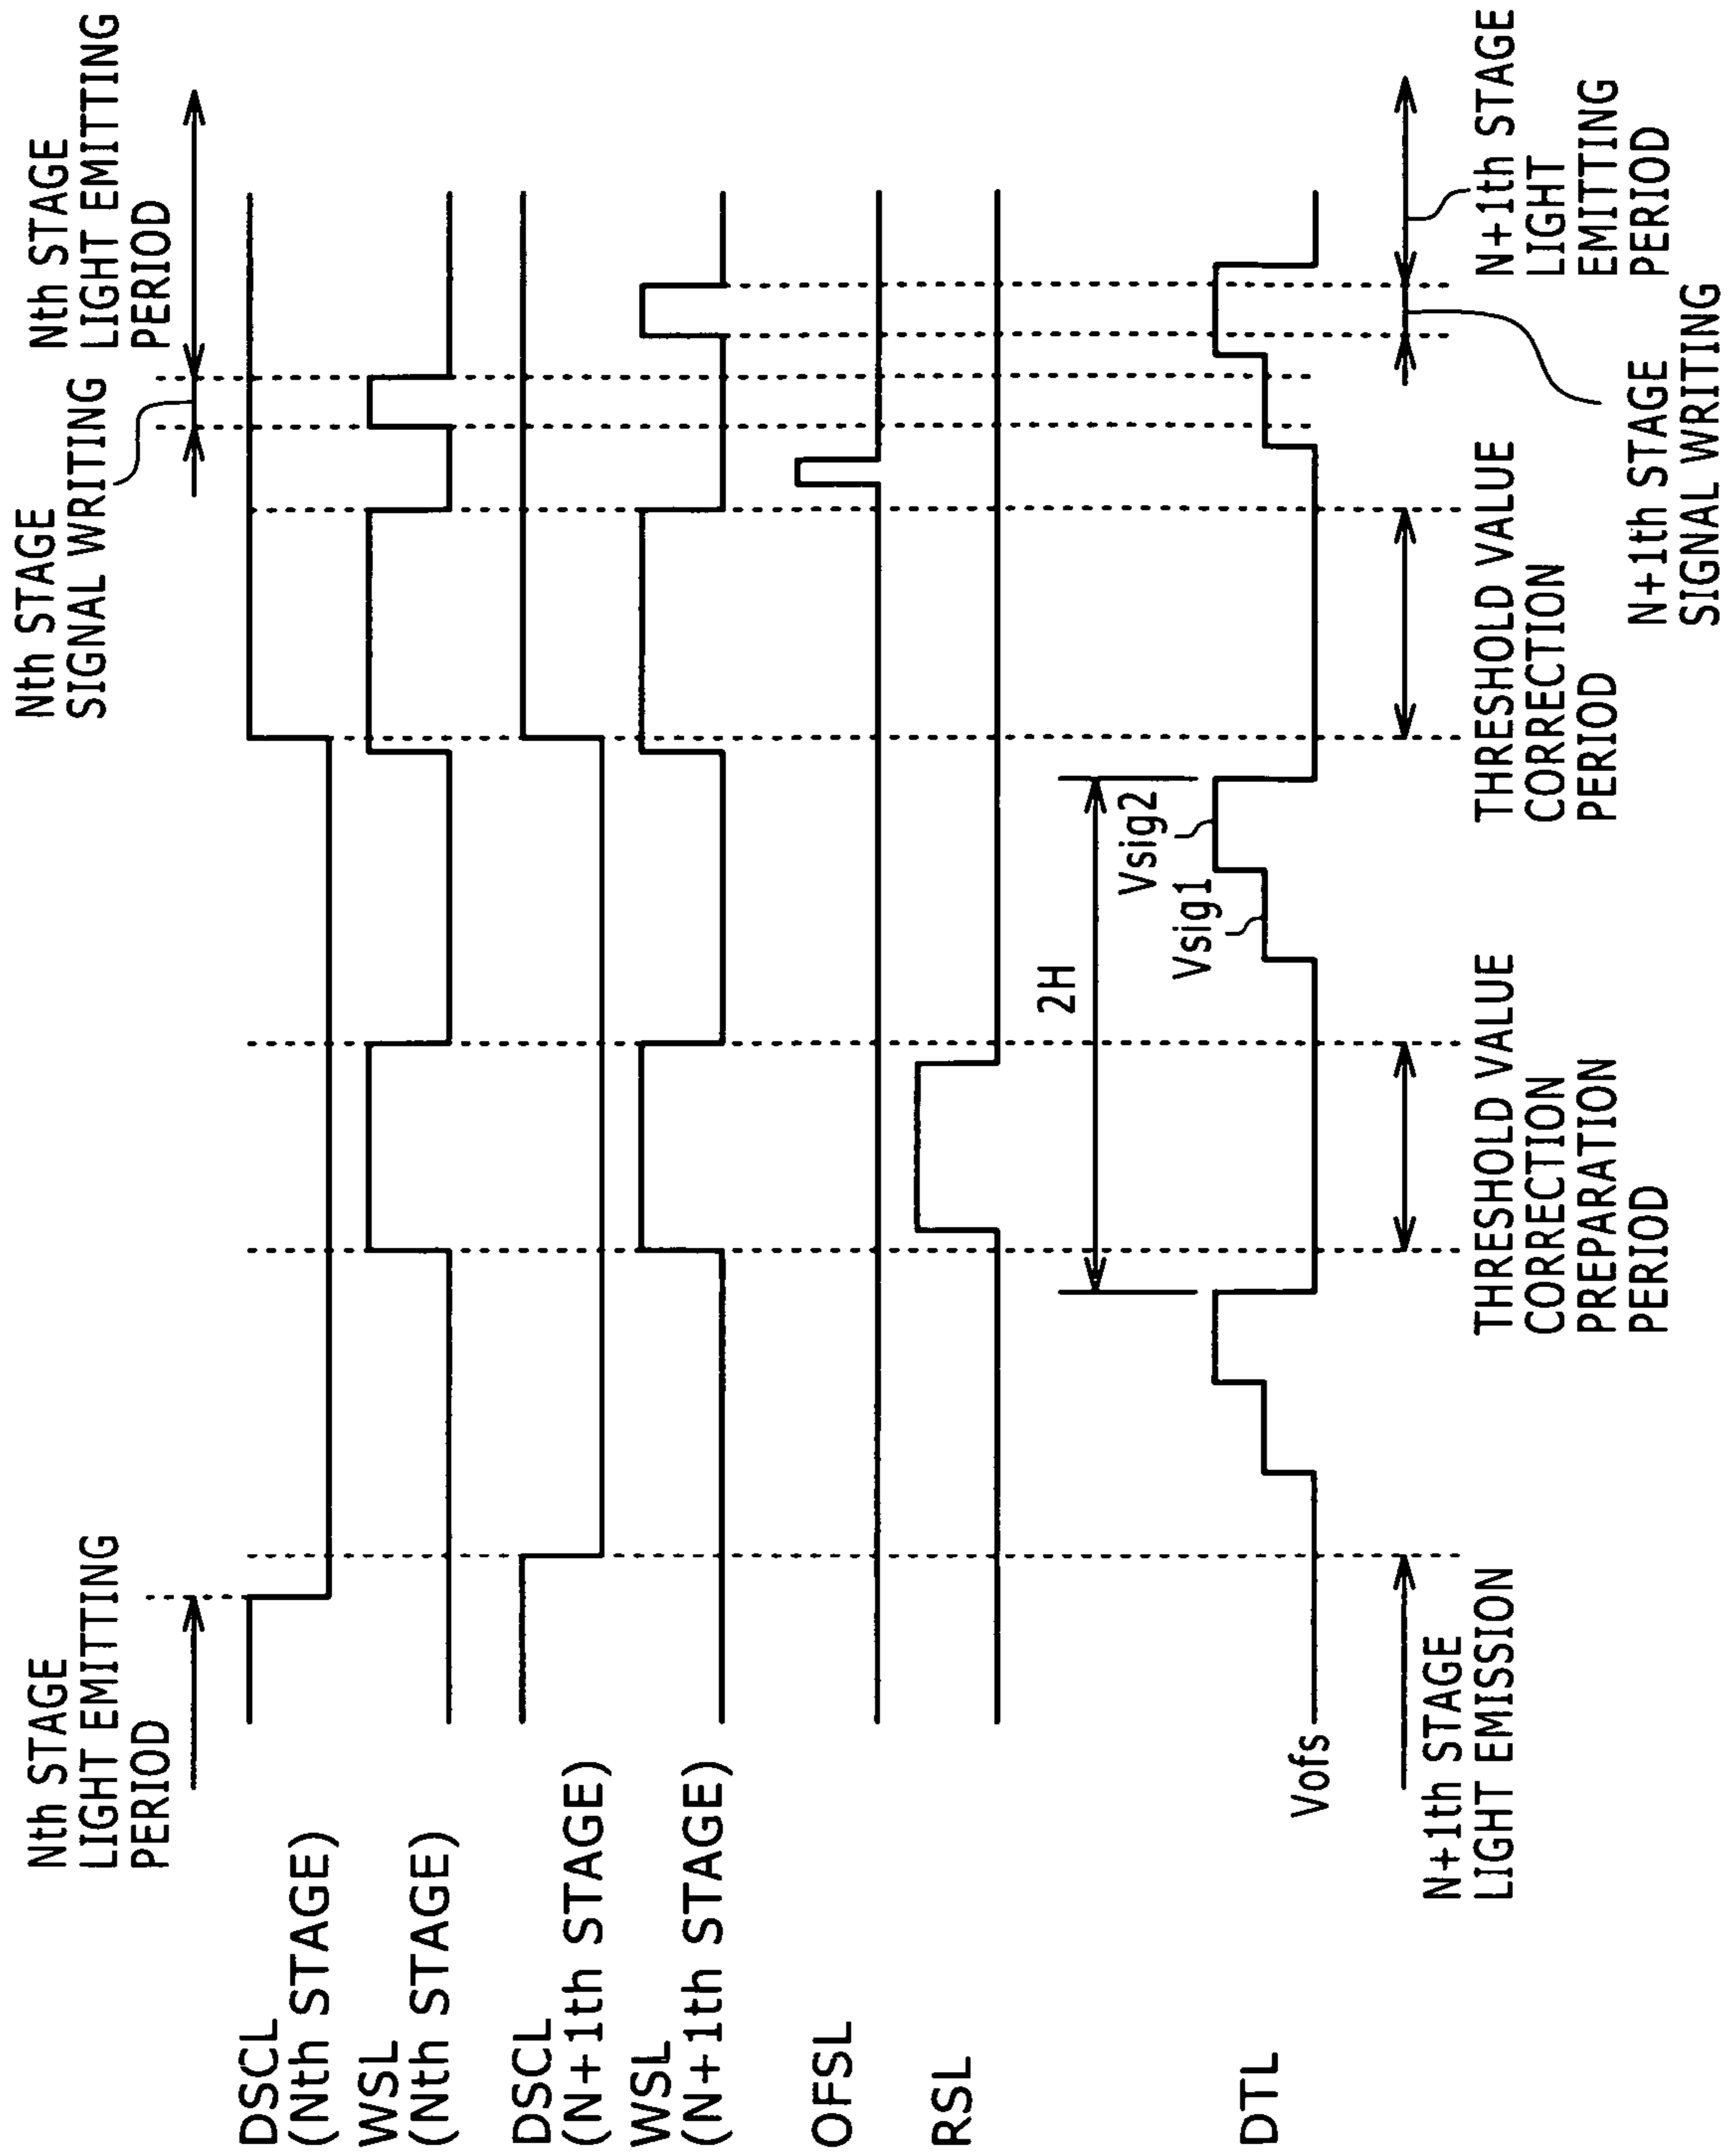 Nth STAGE
LIGHT EMITTING
PERIOD
Nth STAGE
SIGNAL WRITING
Nth STAGE
LIGHT EMITTING
PERIOD
DSCL
(Nth STAGE)
WSL
(Nth STAGE)
DSCL
(N+1th STAGE)
WSL
(N+1th STAGE)
OFSL
RSL
2H
Vsig2
Vsig1
DTL
Vofs
N+1th STAGE
LIGHT EMISSION
THRESHOLD VALUE
CORRECTION
PREPARATION
PERIOD
THRESHOLD VALUE
CORRECTION
PERIOD
N+1th STAGE
SIGNAL WRITING
N+1th STAGE
LIGHT
EMITTING
PERIOD